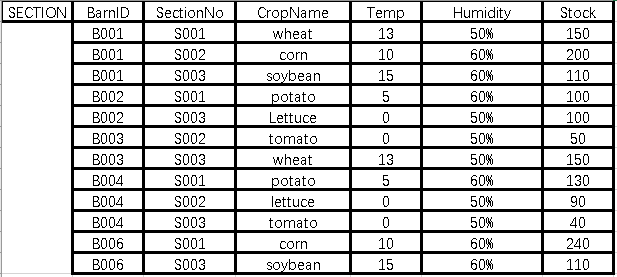 SECTION BarnID SectionNo CropName Temp Humidity Stock
B001 S001 wheat 13 50% 150
B001 S002 corn 10 60% 200
B001 S003 soybean 15 60% 110
B002 S001 potato 5 60% 100
B002 S003 Lettuce 0 50% 100
B003 S002 tomato 0 50% 50
B003 S003 wheat 13 50% 150
B004 S001 potato 5 60% 130
B004 S002 lettuce 0 50% 90
B004 S003 tomato 0 50% 40
B006 S001 corn 10 60% 240
B006 S003 soybean 15 60% 110